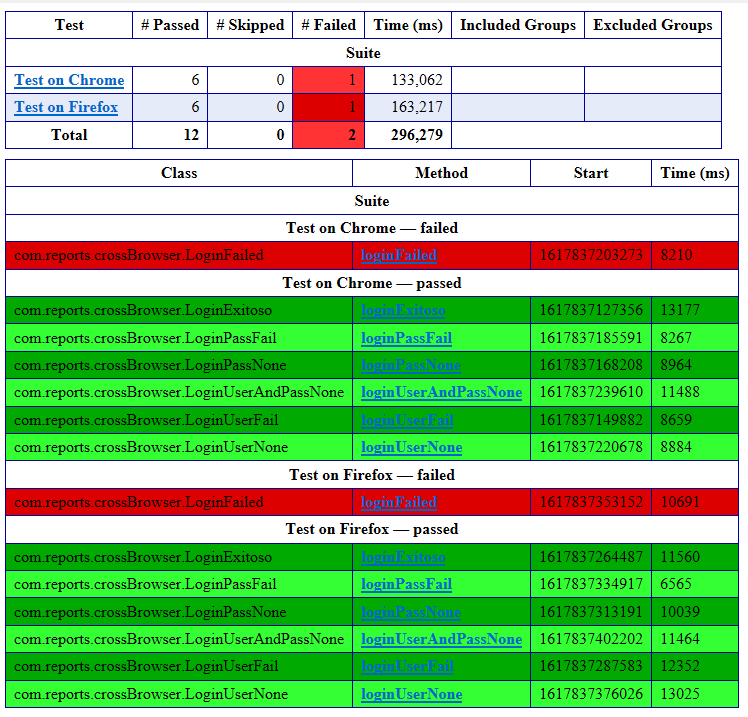 Test # Passed # Skipped # Failed Time (ms) Included Groups Excluded Groups
Suite
Test on Chrome 6 0 1 133,062
Test on Firefox 6 0 1 163,217
Total 12 0 2 296,279
Class Method Start Time (ms)
Suite
Test on Chrome — failed
com.reports.crossBrowser.LoginFailed loginFailed 1617837203273 8210
Test on Chrome — passed
com.reports.crossBrowser.LoginExitoso loginExitoso 1617837127356 13177
com.reports.crossBrowser.LoginPassFail loginPassFail 1617837185591 8267
com.reports.crossBrowser.LoginPassNone loginPassNone 1617837168208 8964
com.reports.crossBrowser.LoginUserAndPassNone loginUserAndPassNone 1617837239610 11488
com.reports.crossBrowser.LoginUserFail loginUserFail 1617837149882 8659
com.reports.crossBrowser.LoginUserNone loginUserNone 1617837220678 8884
Test on Firefox — failed
com.reports.crossBrowser.LoginFailed loginFailed 1617837353152 10691
Test on Firefox — passed
com.reports.crossBrowser.LoginExitoso loginExitoso 1617837264487 11560
com.reports.crossBrowser.LoginPassFail loginPassFail 1617837334917 6565
com.reports.crossBrowser.LoginPassNone loginPassNone 1617837313191 10039
com.reports.crossBrowser.LoginUserAndPassNone loginUserAndPassNone 1617837402202 11464
com.reports.crossBrowser.LoginUserFail loginUserFail 1617837287583 12352
com.reports.crossBrowser.LoginUserNone loginUserNone 1617837376026 13025